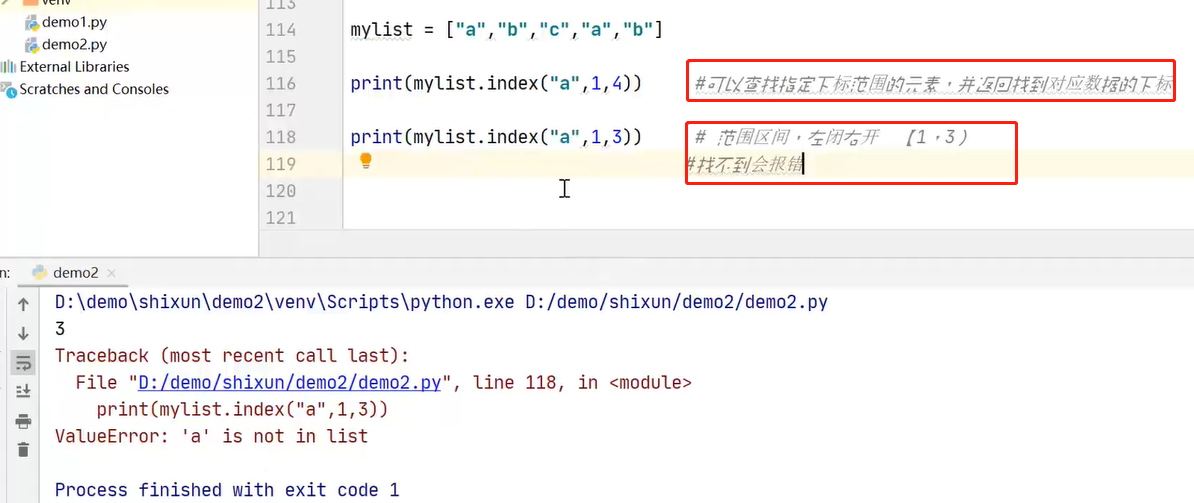 venv
demo1.py
demo2.py
External Libraries
Scratches and Consoles
113
114 mylist = ["a","b","c","a","b"]
115
116 print(mylist.index("a",1,4)) #可以查找指定下标范围的元素，并返回找到对应数据的下标
117
118 print(mylist.index("a",1,3)) # 范围区间，左闭右开 【1，3）
119 #找不到会报错
120
121
n: demo2
D:\demo\shixun\demo2\venv\Scripts\python.exe D:/demo/shixun/demo2/demo2.py
3
Traceback (most recent call last):
File "D:/demo/shixun/demo2/demo2.py", line 118, in <module>
print(mylist.index("a",1,3))
ValueError: 'a' is not in list
Process finished with exit code 1